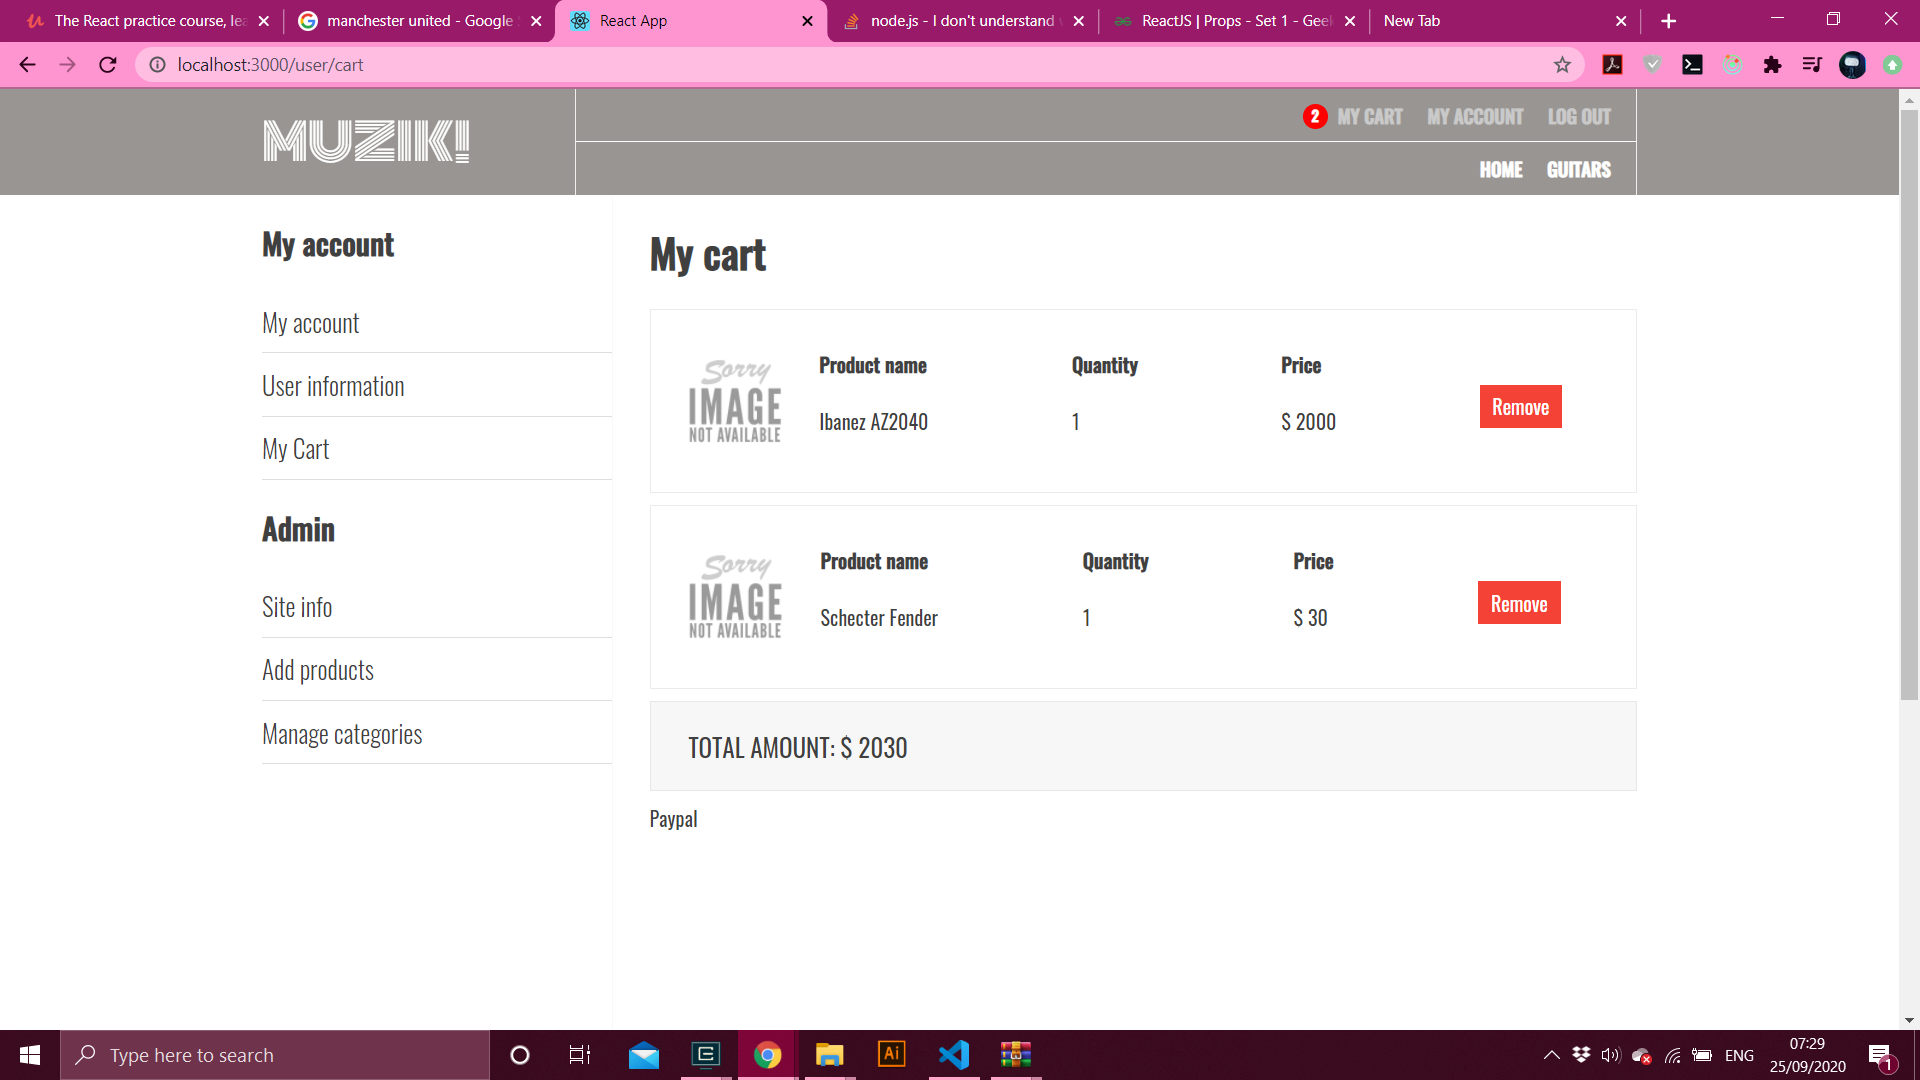 The React practice course, lea
manchester united - Google S
React App
node.js - I don't understand w
ReactJS | Props - Set 1 - Geek
New Tab
localhost:3000/user/cart
MUZIK!
2 MY CART MY ACCOUNT LOG OUT
HOME GUITARS
My account
My account
User information
My Cart
Admin
Site info
Add products
Manage categories
My cart
Sorry
IMAGE
NOT AVAILABLE
Product name Quantity Price
Ibanez AZ2040 1 $ 2000
Remove
Sorry
IMAGE
NOT AVAILABLE
Product name Quantity Price
Schecter Fender 1 $ 30
Remove
TOTAL AMOUNT: $ 2030
Paypal
Type here to search
Ai
ENG
07:29
25/09/2020
1